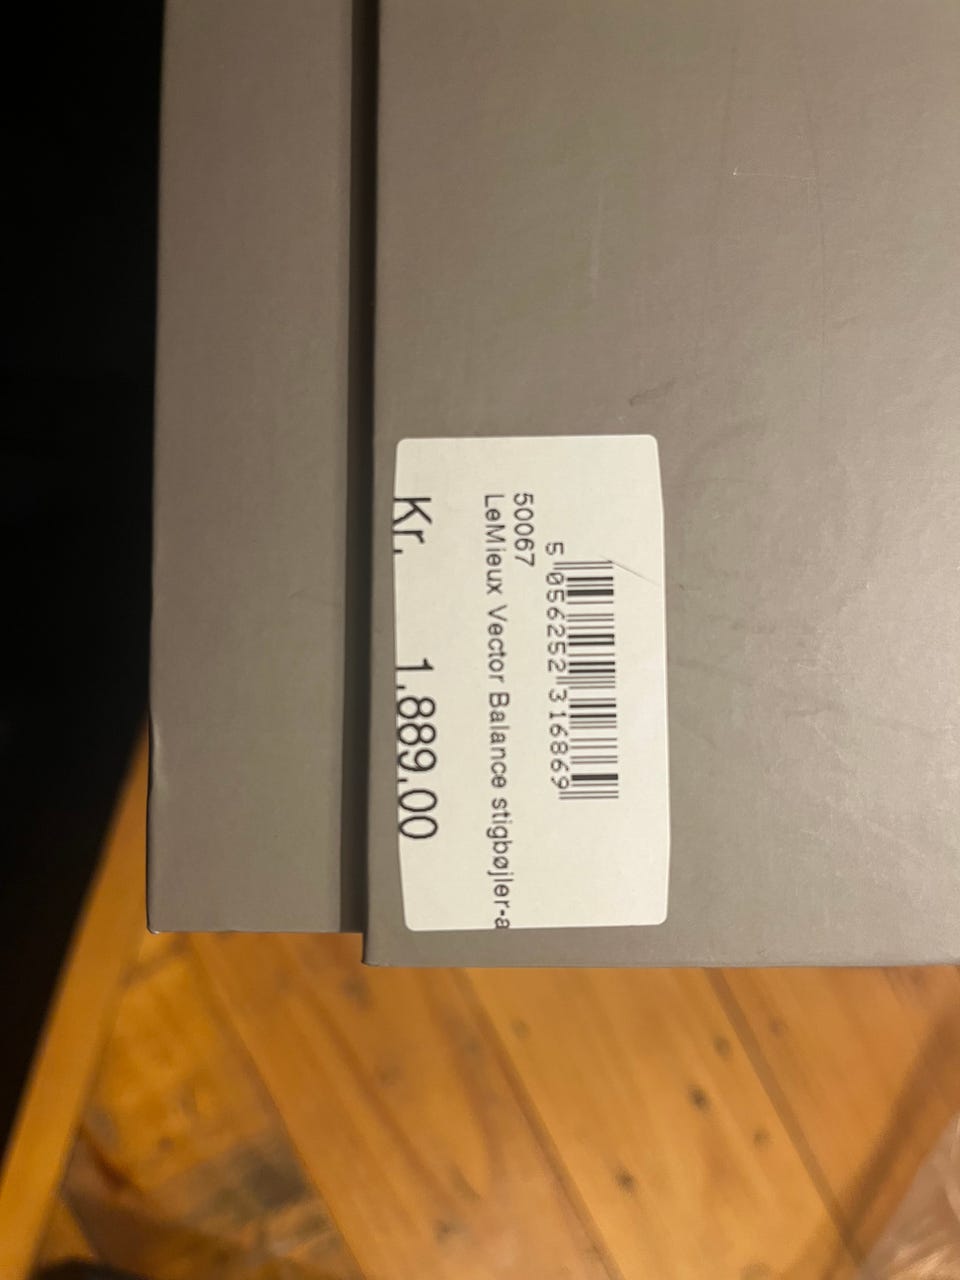 5 056252 316869
50067
LeMieux Vector Balance stigbøjler-a
Kr. 1.889,00